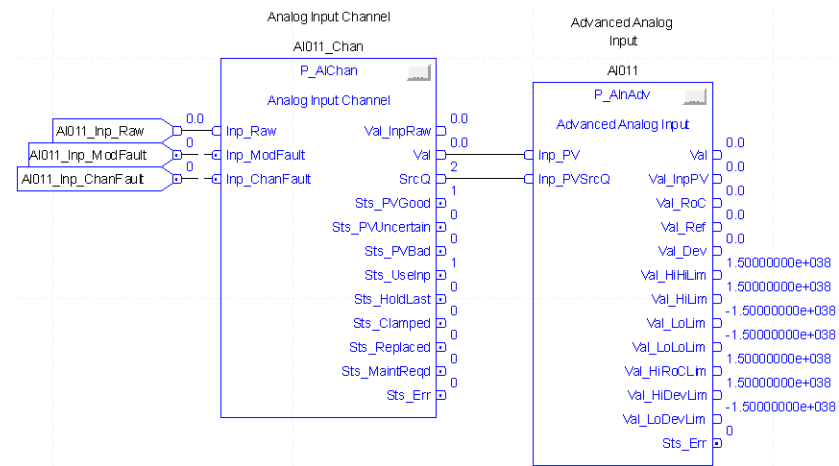 Analog Input Channel
AI011_Chan
P_AIChan
...
Analog Input Channel
AI011_Inp_Raw
0.0
Inp_Raw
Val_InpRaw
0.0
AI011_Inp_ModFault
0
Inp_ModFault
Val
0.0
AI011_Inp_ChanFault
0
Inp_ChanFault
SrcQ
2
Sts_PVGood
1
Sts_PVUncertain
0
Sts_PVBad
0
Sts_UseInp
1
Sts_HoldLast
0
Sts_Clamped
0
Sts_Replaced
0
Sts_MaintReqd
0
Sts_Err
0
Advanced Analog
Input
AI011
P_AInAdv
...
Advanced Analog Input
Inp_PV
Val
0.0
Inp_PVSrcQ
Val_InpPV
0.0
Val_RoC
0.0
Val_Ref
0.0
Val_Dev
0.0
Val_HiHiLim
1.50000000e+038
Val_HiLim
1.50000000e+038
Val_LoLim
-1.50000000e+038
Val_LoLoLim
-1.50000000e+038
Val_HiRoCLim
1.50000000e+038
Val_HiDevLim
1.50000000e+038
Val_LoDevLim
-1.50000000e+038
Sts_Err
0